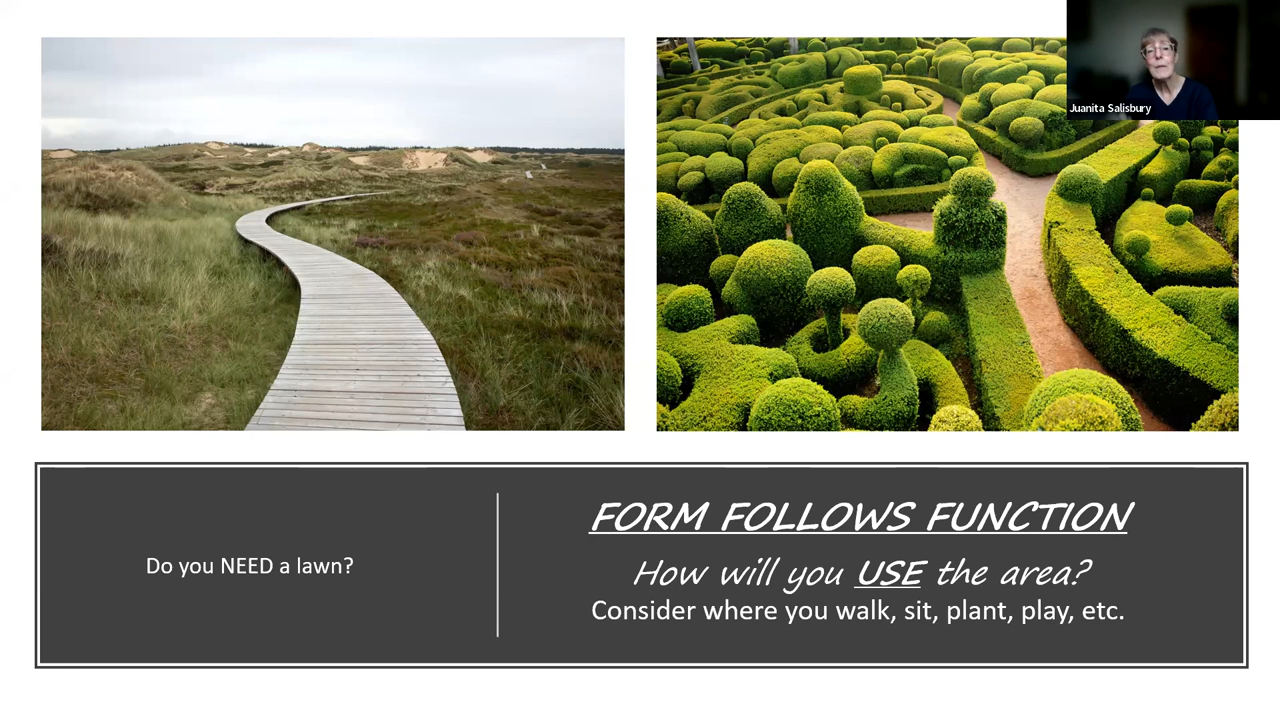 Juanita Salisbury
Do you NEED a lawn?
FORM FOLLOWS FUNCTION
How will you USE the area?
Consider where you walk, sit, plant, play, etc.